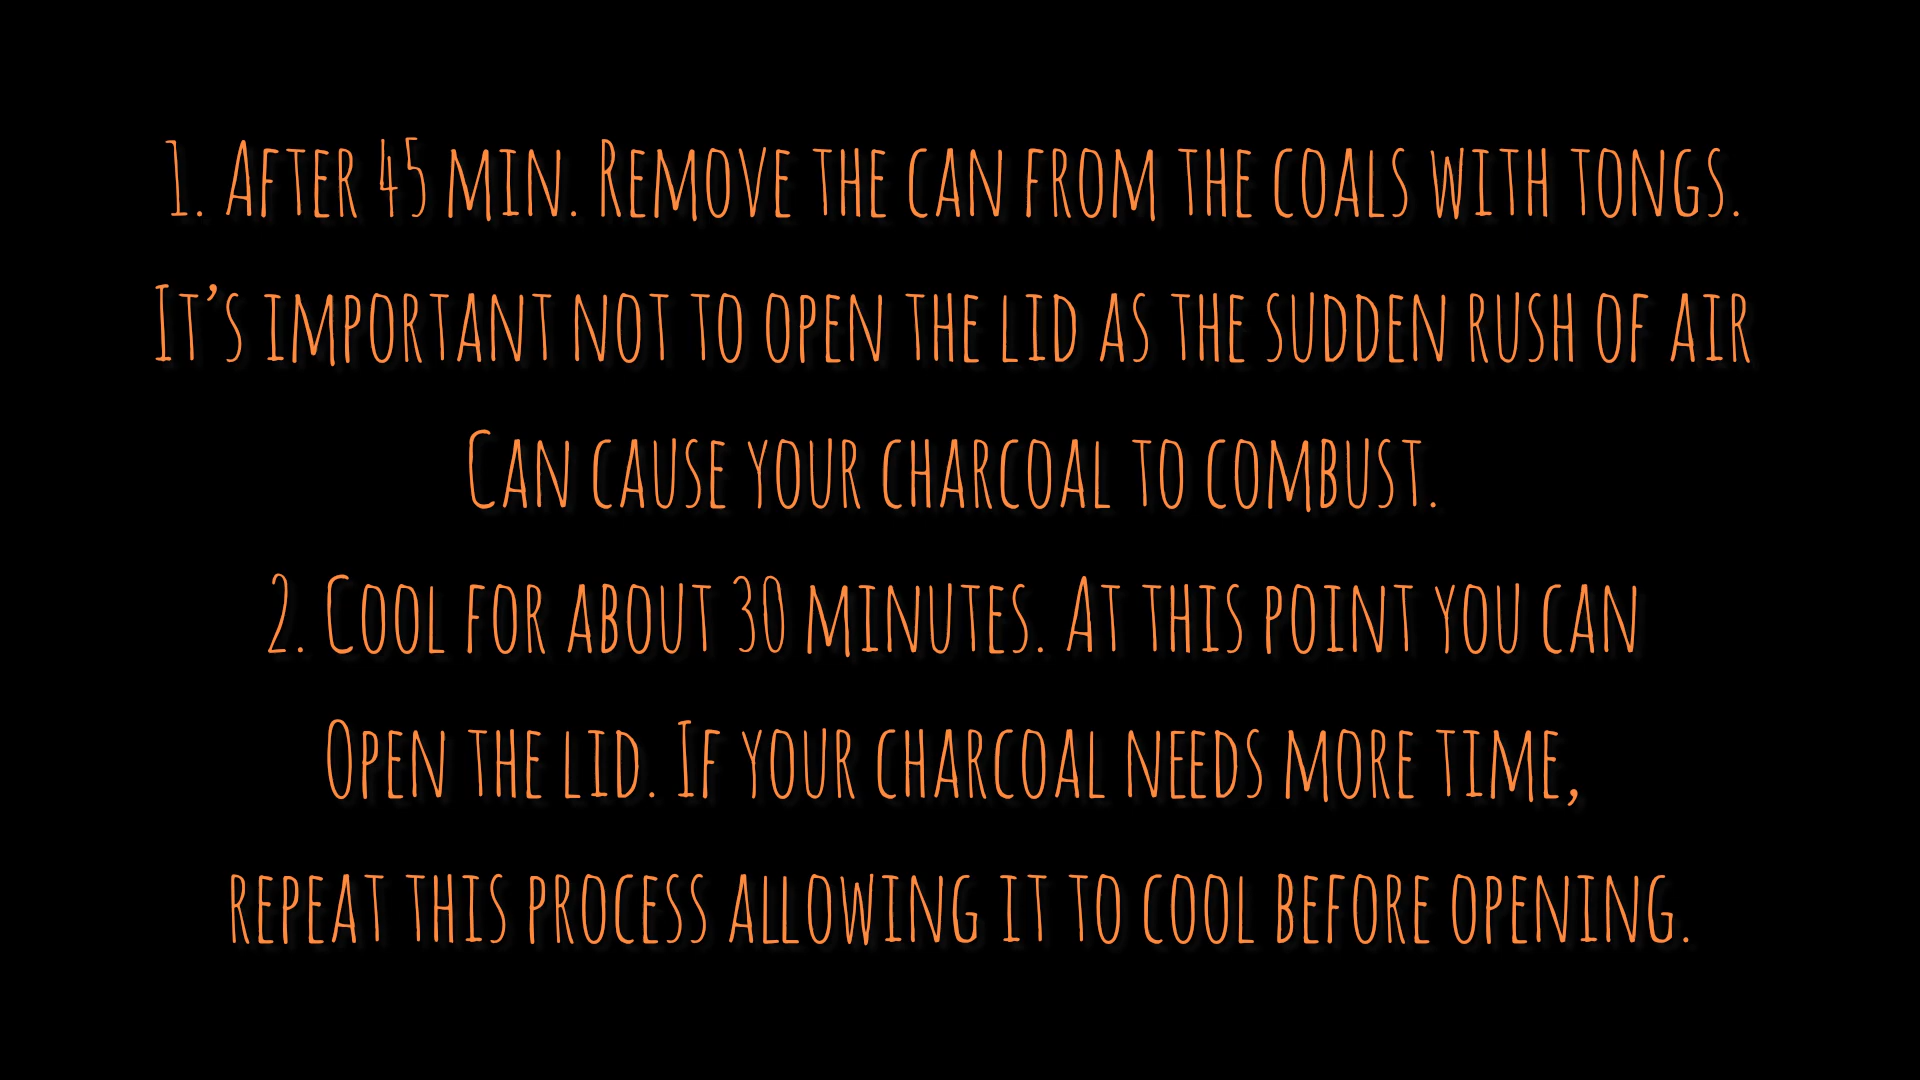 1. After 45 min. Remove the can from the coals with tongs.
It’s important not to open the lid as the sudden rush of air
Can cause your charcoal to combust.
2. Cool for about 30 minutes. At this point you can
Open the lid. If your charcoal needs more time,
repeat this process allowing it to cool before opening.